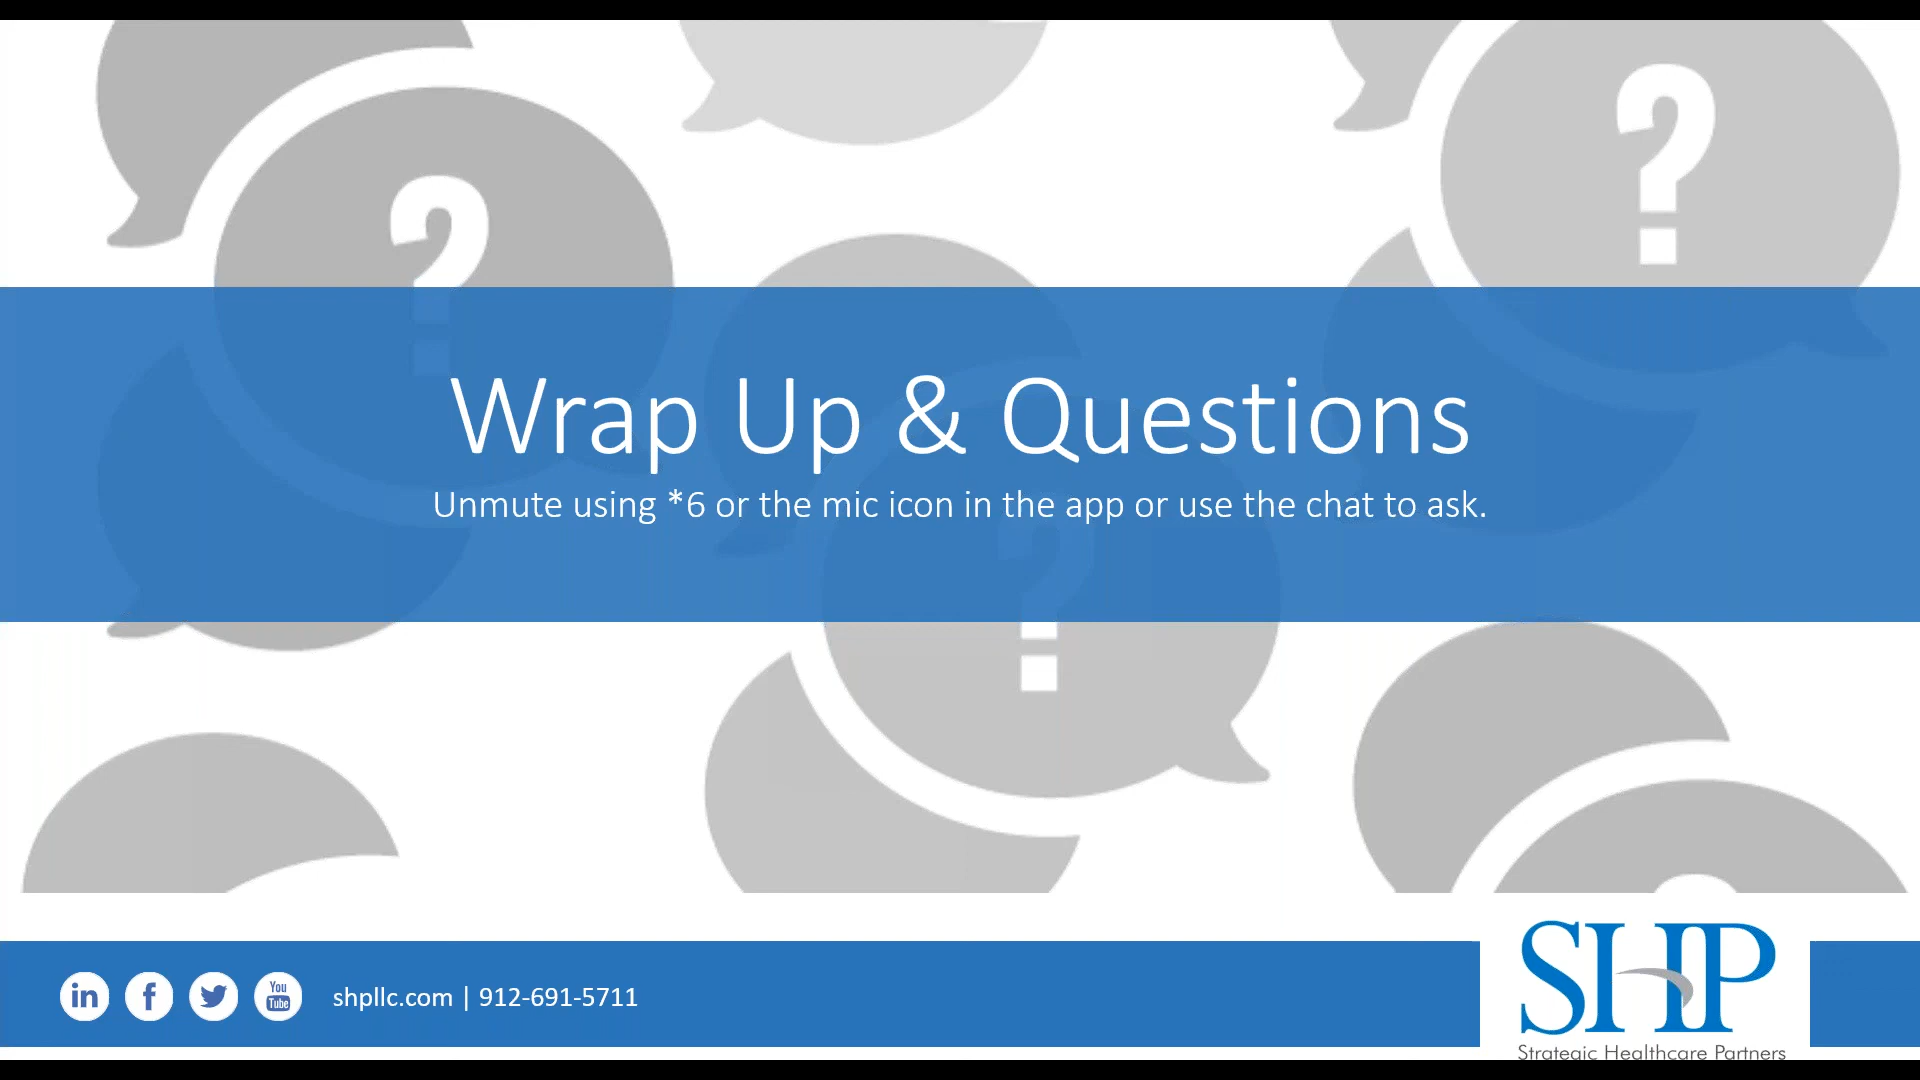 Wrap Up & Questions
Unmute using *6 or the mic icon in the app or use the chat to ask.
in f You Tube shpllc.com | 912-691-5711
SHP
Strategic Healthcare Partners